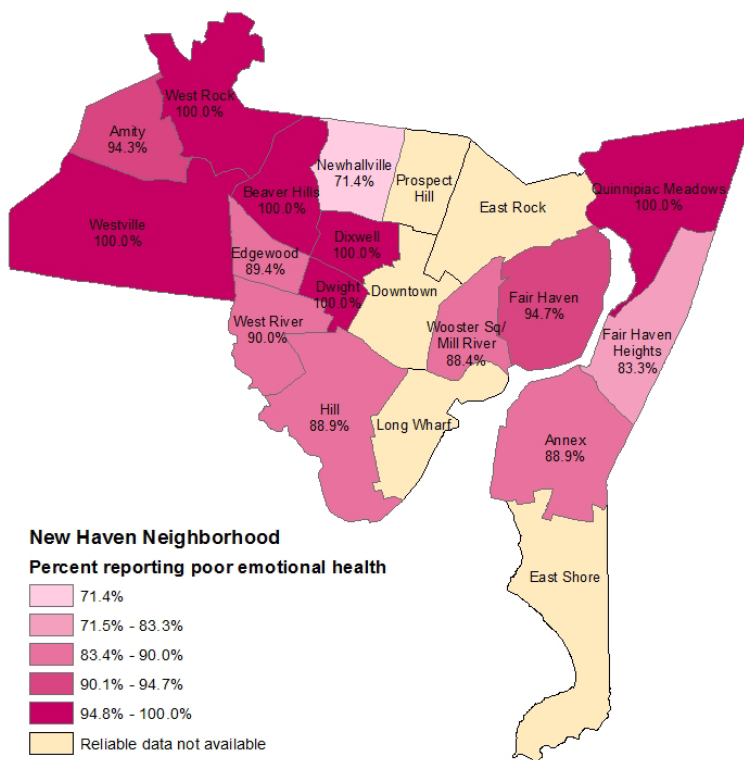 West Rock
100.0%
Amity
94.3%
Newhallville
71.4%
Prospect
Hill
Quinnipiac Meadows
100.0%
Beaver Hills
100.0%
East Rock
Westville
100.0%
Dixwell
100.0%
Edgewood
89.4%
Dwight
100.0%
Downtown
Fair Haven
94.7%
West River
90.0%
Wooster Sq/
Mill River
88.4%
Fair Haven
Heights
83.3%
Hill
88.9%
Long Wharf
Annex
88.9%
East Shore
New Haven Neighborhood
Percent reporting poor emotional health
71.4%
71.5% - 83.3%
83.4% - 90.0%
90.1% - 94.7%
94.8% - 100.0%
Reliable data not available